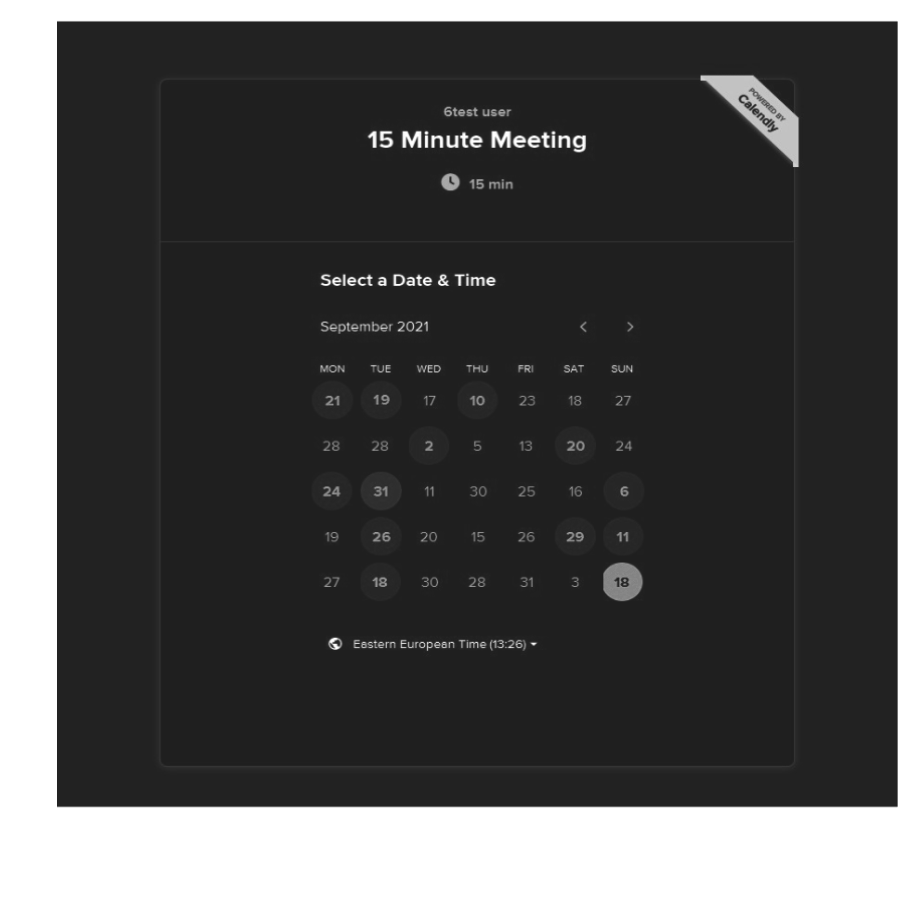 POWERED BY
Calendly
6test user
15 Minute Meeting
15 min
Select a Date & Time
September 2021
MON TUE WED THU FRI SAT SUN
21 19 17 10 23 18 27
28 28 2 5 13 20 24
24 31 11 30 25 16 6
19 26 20 15 26 29 11
27 18 30 28 31 3 18
Eastern European Time (13:26)